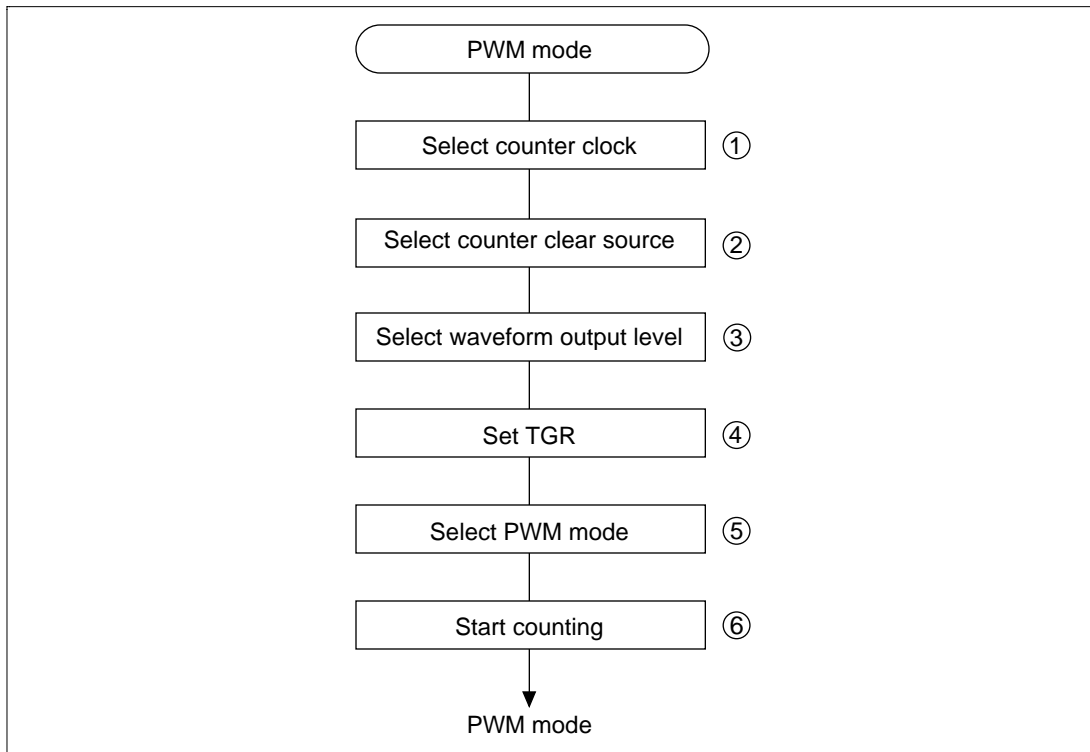 PWM mode
Select counter clock ①
Select counter clear source ②
Select waveform output level ③
Set TGR ④
Select PWM mode ⑤
Start counting ⑥
PWM mode